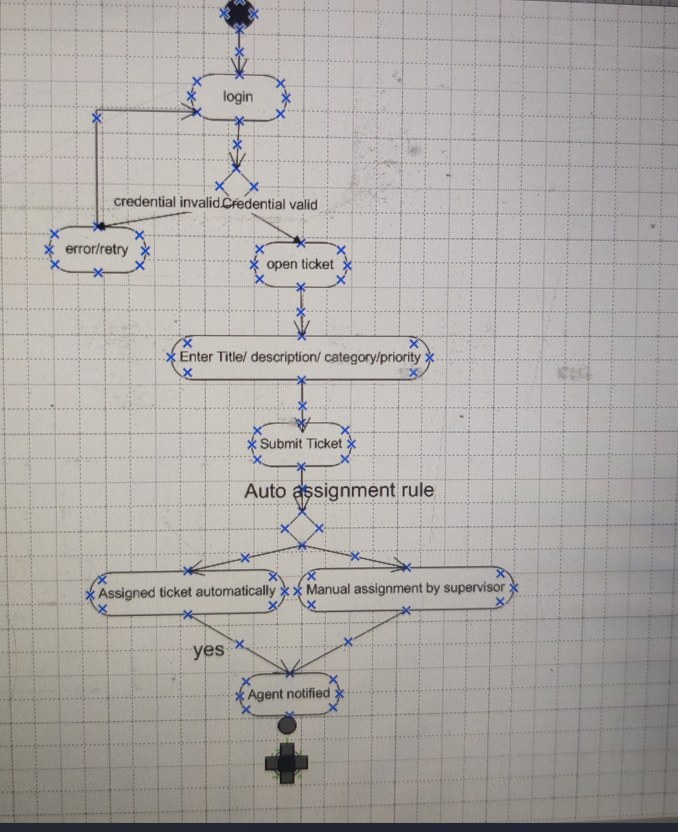 login
credential invalid Credential valid
error/retry
open ticket
Enter Title/ description/ category/priority
Submit Ticket
Auto assignment rule
Assigned ticket automatically
Manual assignment by supervisor
yes
Agent notified